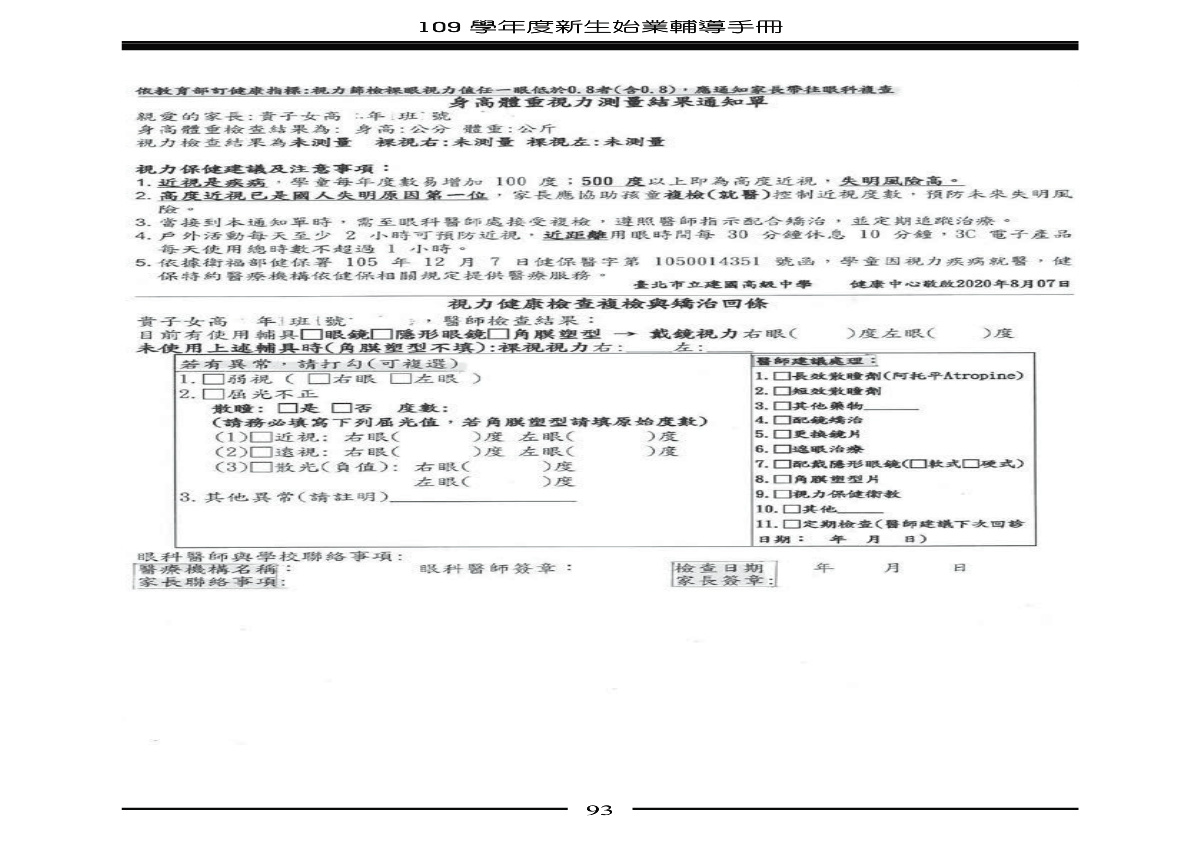 109 學年度新生始業輔導手冊
依教育部訂健康指標:視力篩檢裸眼視力值任一眼低於0.8者(含0.8)，應通知家長帶往眼科複查
身高體重視力測量結果通知單
親愛的家長:貴子女高 年 班 號
身高體重檢查結果為: 身高:公分 體重:公斤
視力檢查結果為未測量 裸視右:未測量 裸視左:未測量
視力保健建議及注意事項：
1. 近視是疾病，學童每年度數易增加 100 度；500 度以上即為高度近視，失明風險高。
2. 高度近視已是國人失明原因第一位，家長應協助孩童複檢(就醫)控制近視度數，預防未來失明風
險。
3. 當接到本通知單時，需至眼科醫師處接受複檢，遵照醫師指示配合矯治，並定期追蹤治療。
4. 戶外活動每天至少 2 小時可預防近視，近距離用眼時間每 30 分鐘休息 10 分鐘，3C 電子產品
每天使用總時數不超過 1 小時。
5. 依據衛福部健保署 105 年 12 月 7 日健保醫字第 1050014351 號函，學童因視力疾病就醫，健
保特約醫療機構依健保相關規定提供醫療服務。
臺北市立建國高級中學 健康中心敬啟2020年8月07日
視力健康檢查複檢與矯治回條
貴子女高 年 班 號 ，醫師檢查結果：
目前有使用輔具□眼鏡□隱形眼鏡□角膜塑型 → 戴鏡視力右眼( )度左眼( )度
未使用上述輔具時(角膜塑型不填):裸視視力右:____ 左:____
若有異常，請打勾(可複選)
1. □弱視 ( □右眼 □左眼 )
2. □屈光不正
散瞳: □是 □否 度數:
(請務必填寫下列屈光值，若角膜塑型請填原始度數)
(1)□近視: 右眼( )度 左眼( )度
(2)□遠視: 右眼( )度 左眼( )度
(3)□散光(負值): 右眼( )度
左眼( )度
3. 其他異常(請註明)________________
醫師建議處理：
1. □長效散瞳劑(阿托平Atropine)
2. □短效散瞳劑
3. □其他藥物______
4. □配鏡矯治
5. □更換鏡片
6. □遮眼治療
7. □配戴隱形眼鏡(□軟式□硬式)
8. □角膜塑型片
9. □視力保健衛教
10. □其他_____
11. □定期檢查(醫師建議下次回診
日期： 年 月 日)
眼科醫師與學校聯絡事項:
醫療機構名稱： 眼科醫師簽章： 檢查日期 年 月 日
家長聯絡事項: 家長簽章:
93